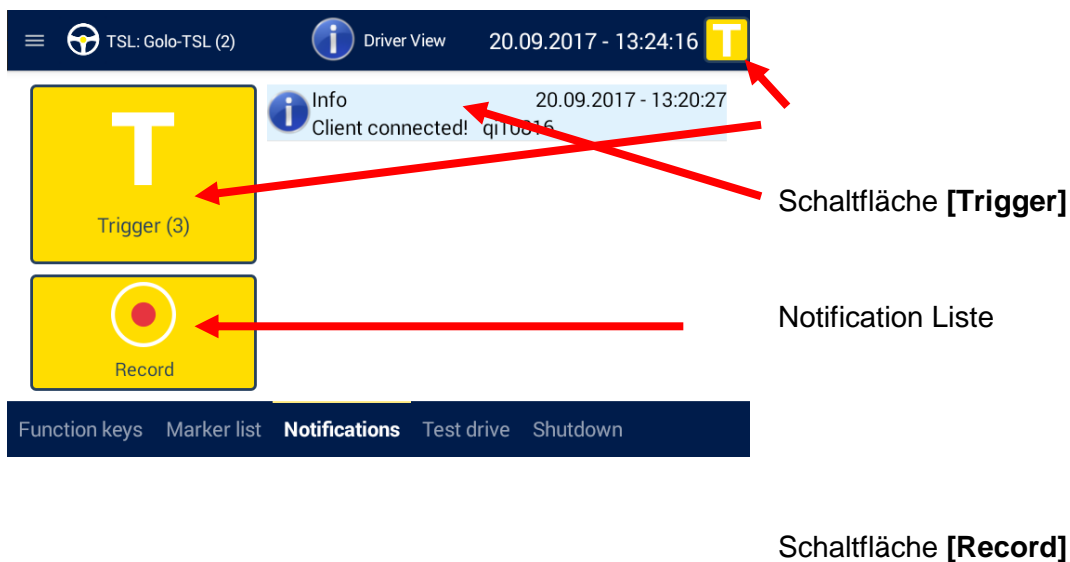 TSL: Golo-TSL (2) Driver View 20.09.2017 - 13:24:16 T
T
Trigger (3)
Info 20.09.2017 - 13:20:27
Client connected!
Record
Function keys Marker list Notifications Test drive Shutdown
Schaltfläche [Trigger]
Notification Liste
Schaltfläche [Record]